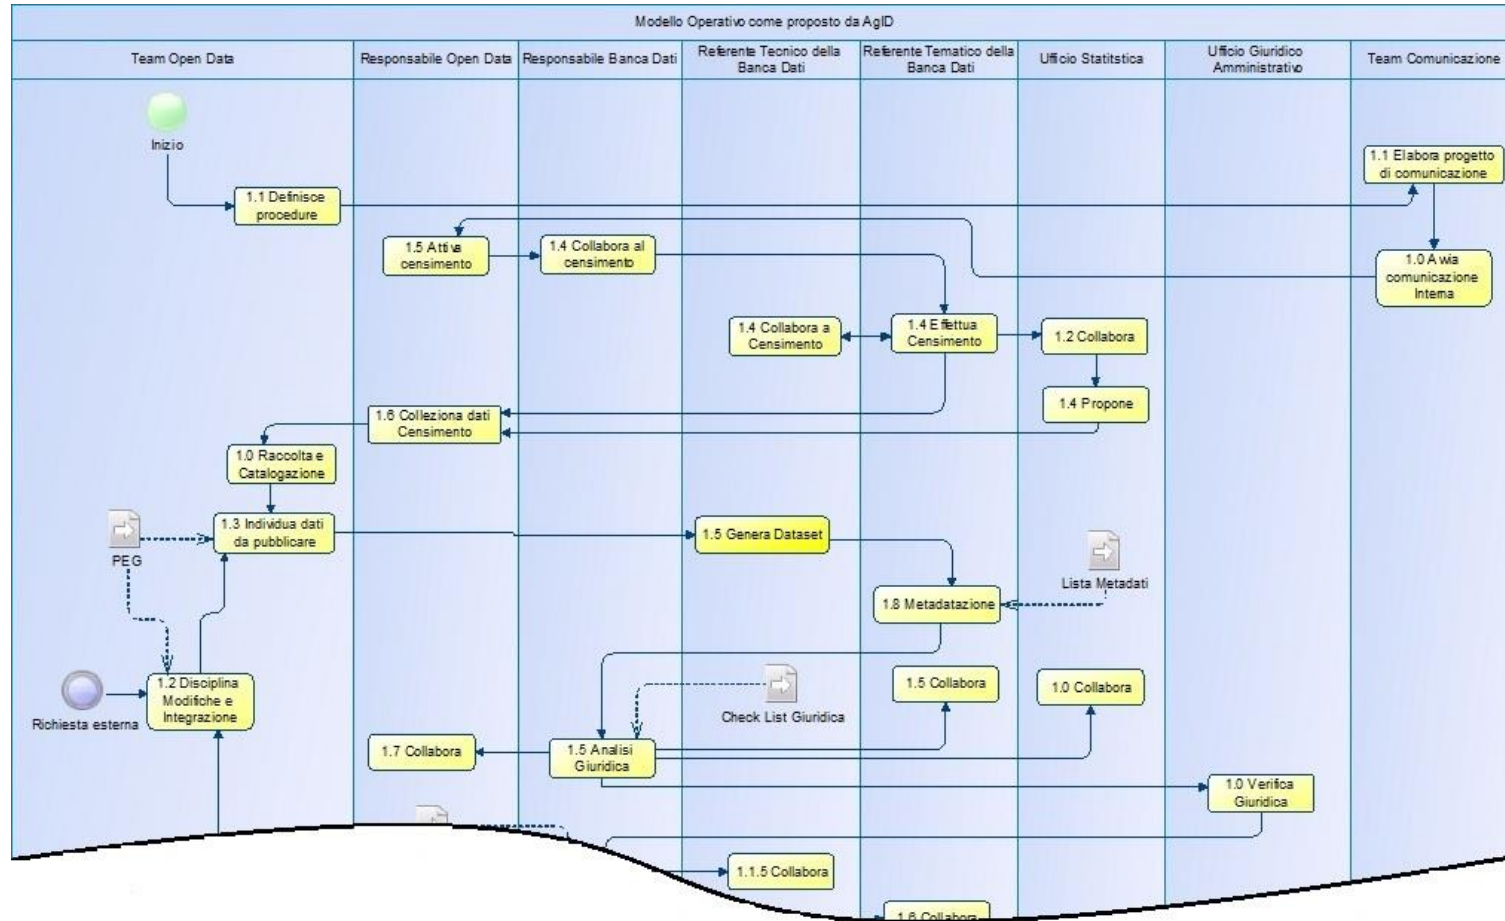 Modello Operativo come proposto da AgID
Team Open Data
Responsabile Open Data
Responsabile Banca Dati
Referente Tecnico della
Banca Dati
Referente Tematico della
Banca Dati
Ufficio Statitstica
Ufficio Giuridico
Amministrativo
Team Comunicazione
Inizio
1.1 Elabora progetto
di comunicazione
1.1 Definisce
procedure
1.5 Attiva
censimento
1.4 Collabora al
censimento
1.0 Avvia
comunicazione
Interna
1.4 Collabora a
Censimento
1.4 Effettua
Censimento
1.2 Collabora
1.4 Propone
1.6 Colleziona dati
Censimento
1.0 Raccolta e
Catalogazione
1.3 Individua dati
da pubblicare
PEG
1.5 Genera Dataset
Lista Metadati
1.8 Metadatazione
1.2 Disciplina
Modifiche e
Integrazione
Richiesta esterna
Check List Giuridica
1.5 Collabora
1.0 Collabora
1.7 Collabora
1.5 Analisi
Giuridica
1.0 Verifica
Giuridica
1.1.5 Collabora
1.6 Collabora